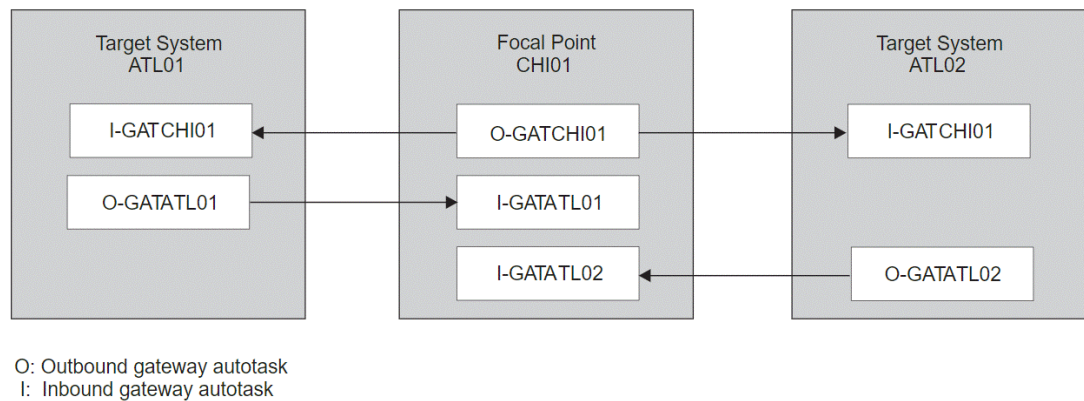 Target System
ATL01
I-GATCHI01
O-GATATL01
Focal Point
CHI01
O-GATCHI01
I-GATATL01
I-GATATL02
Target System
ATL02
I-GATCHI01
O-GATATL02
O: Outbound gateway autotask
I: Inbound gateway autotask